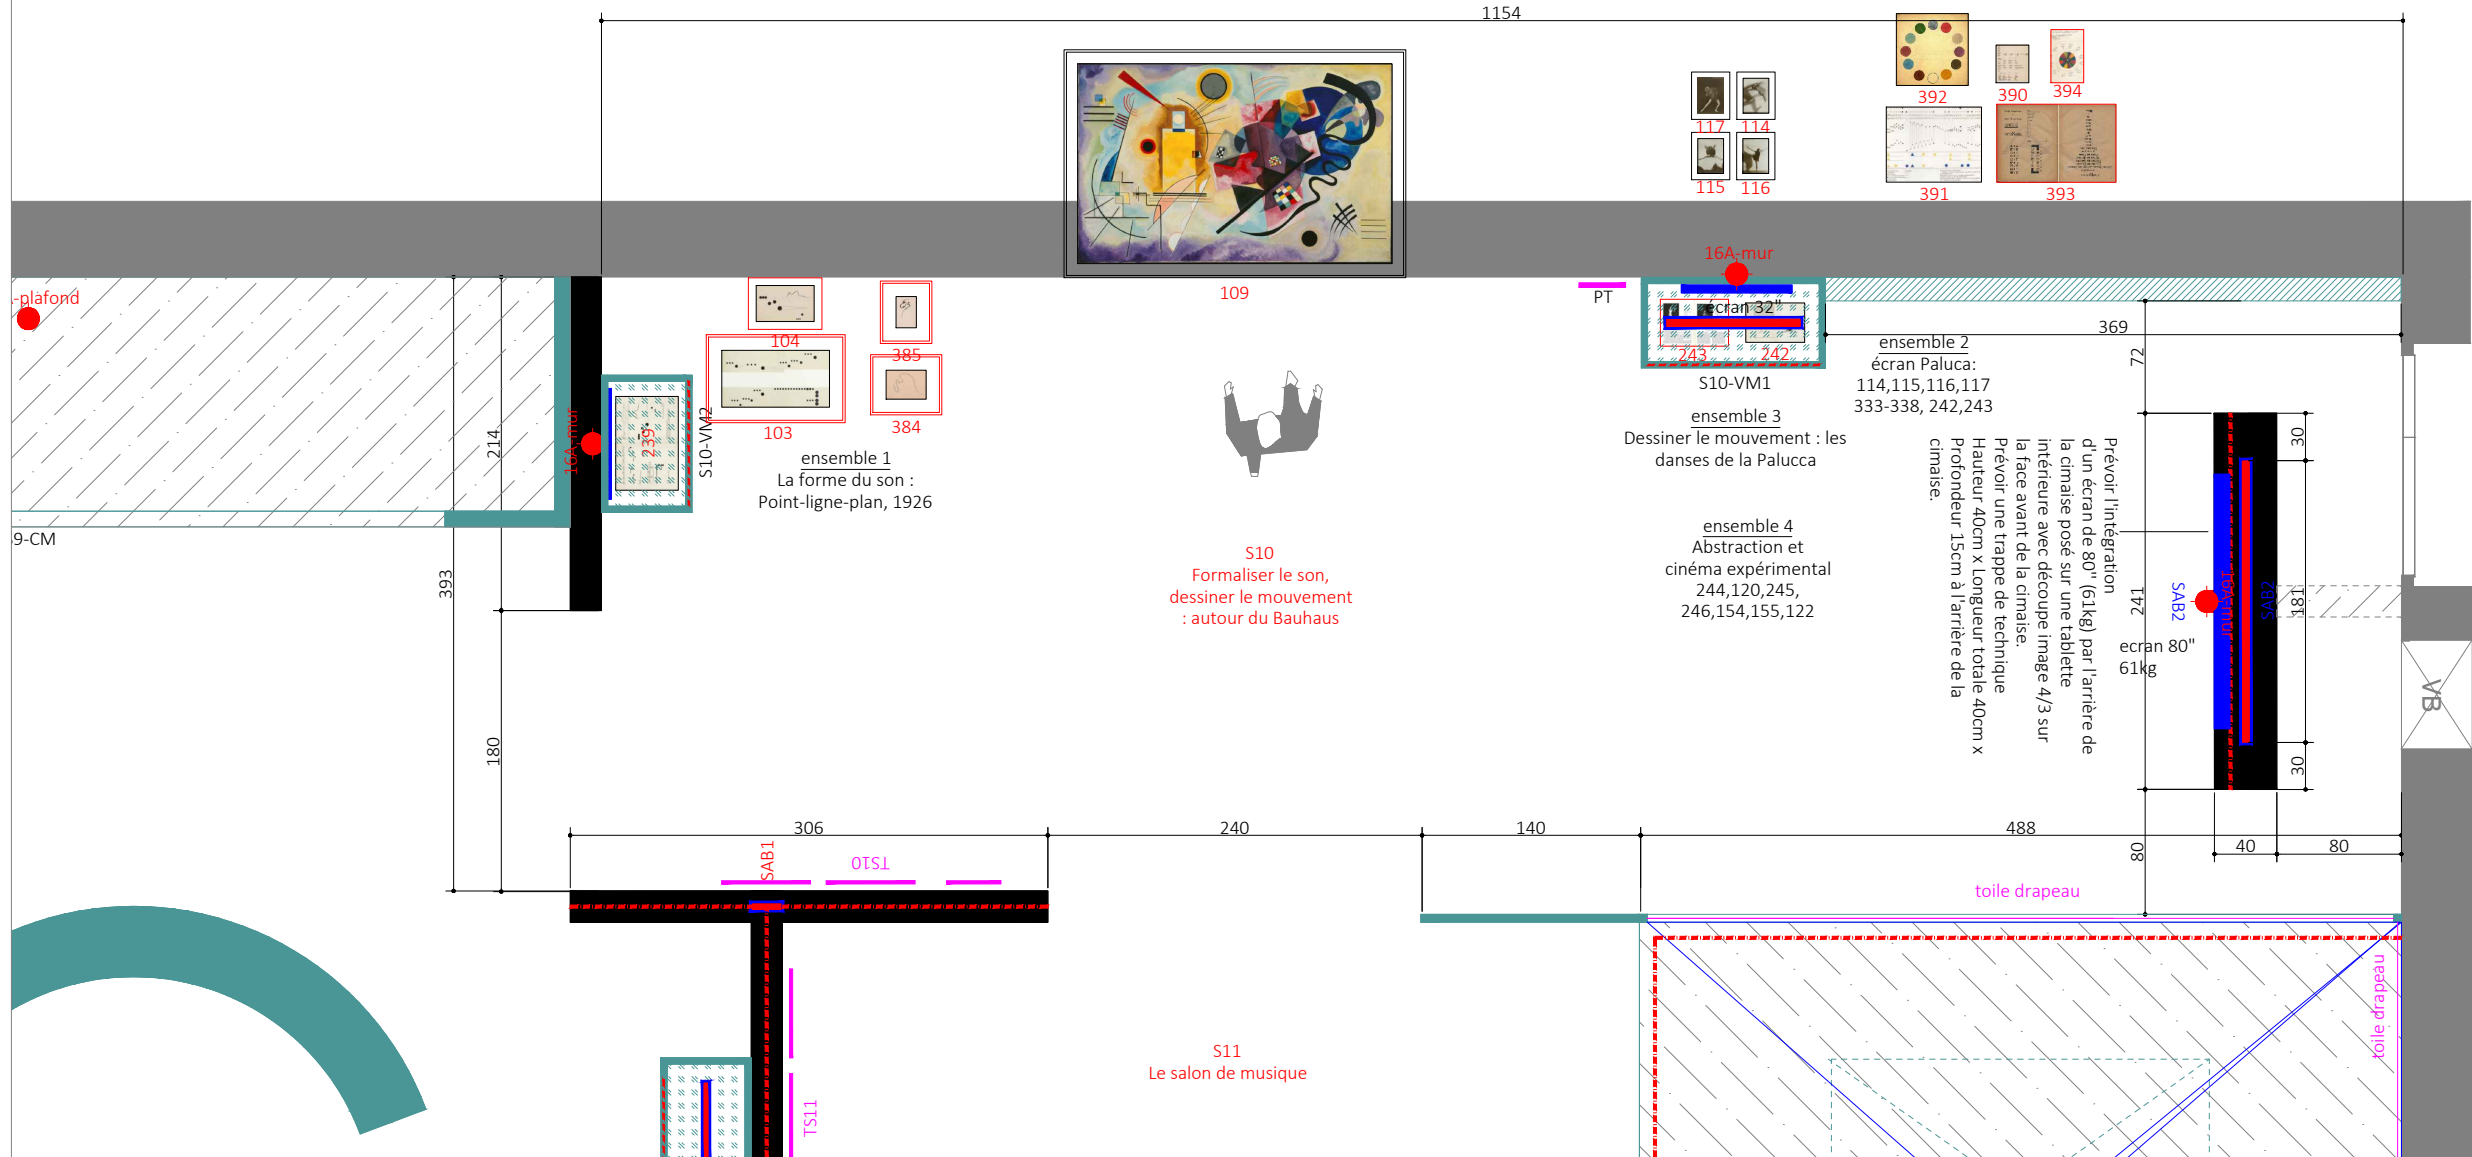 1154
392
390
394
117
114
115
116
391
393
16A-mur
109
PT
écran 32"
243
242
S10-VM1
369
72
ensemble 2
écran Paluca:
114,115,116,117
333-338, 242,243
ensemble 3
Dessiner le mouvement : les
danses de la Palucca
ensemble 4
Abstraction et
cinéma expérimental
244,120,245,
246,154,155,122
Prévoir l'intégration
d'un écran de 80" (61kg) par l'arrière de
la cimaise posé sur une tablette
intérieure avec découpe image 4/3 sur
la face avant de la cimaise.
Prévoir une trappe de technique
Hauteur 40cm x Longueur totale 40cm x
Profondeur 15cm à l'arrière de la
cimaise.
-plafond
9-CM
104
385
103
384
16A-mur
239
S10-VM2
214
393
180
ensemble 1
La forme du son :
Point-ligne-plan, 1926
S10
Formaliser le son,
dessiner le mouvement
: autour du Bauhaus
241
SAB2
16A-mur
SAB2
30
181
30
ecran 80"
61kg
VB
306
240
140
488
80
40
80
SAB1
TS10
toile drapeau
toile drapeau
S11
Le salon de musique
TS11